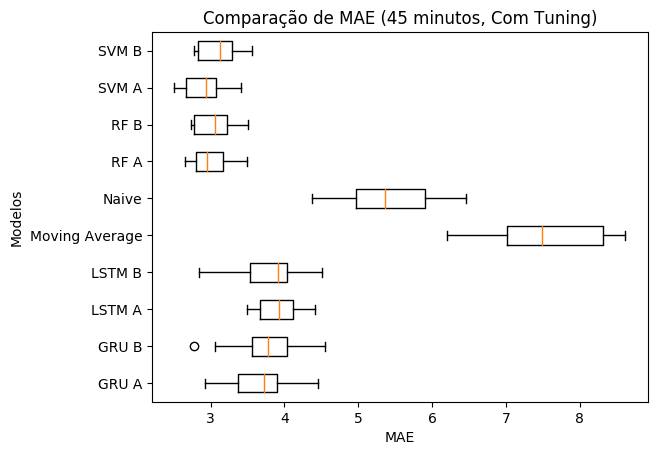 Comparação de MAE (45 minutos, Com Tuning)
SVM B
SVM A
RF B
RF A
Naive
Moving Average
LSTM B
LSTM A
GRU B
GRU A
Modelos
3 4 5 6 7 8
MAE